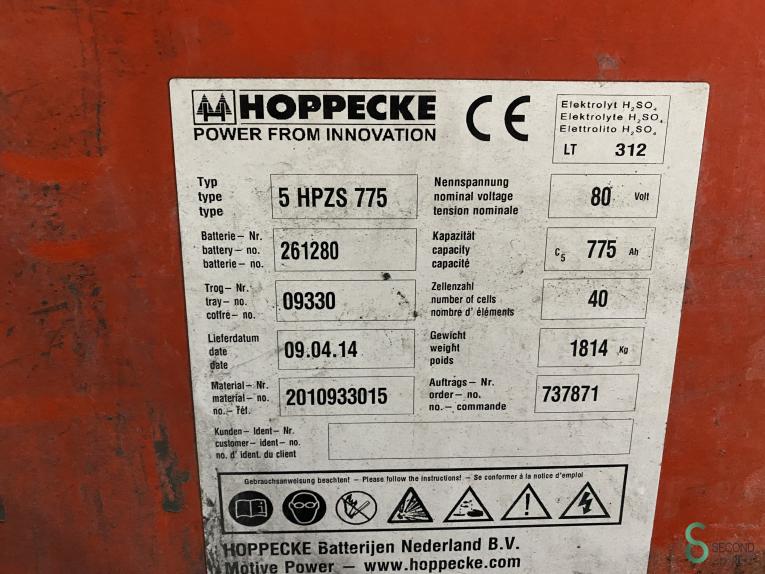 HOPPECKE
POWER FROM INNOVATION
CE
Elektrolyt H₂SO₄
Elektrolyte H₂SO₄
Elettrolito H₂SO₄
LT 312
Typ
type
type
5 HPZS 775
Nennspannung
nominal voltage
tension nominale
80 Volt
Batterie – Nr.
battery – no.
batterie – no.
261280
Kapazität
capacity
capacité
C₅ 775 Ah
Trog – Nr.
tray – no.
coffre – no.
09330
Zellenzahl
number of cells
nombre d' éléments
40
Lieferdatum
date
date
09.04.14
Gewicht
weight
poids
1814 Kg
Material – Nr.
material – no.
no. – réf.
2010933015
Auftrags – Nr.
order – no.
no. – commande
737871
Kunden – Ident – Nr.
customer – ident – no.
no. d' ident. du client
Gebrauchsanweisung beachten! – Please follow the instructions! – Se conformer à la notice d'emploi
HOPPECKE Batterijen Nederland B.V.
Motive Power – www.hoppecke.com
SECOND